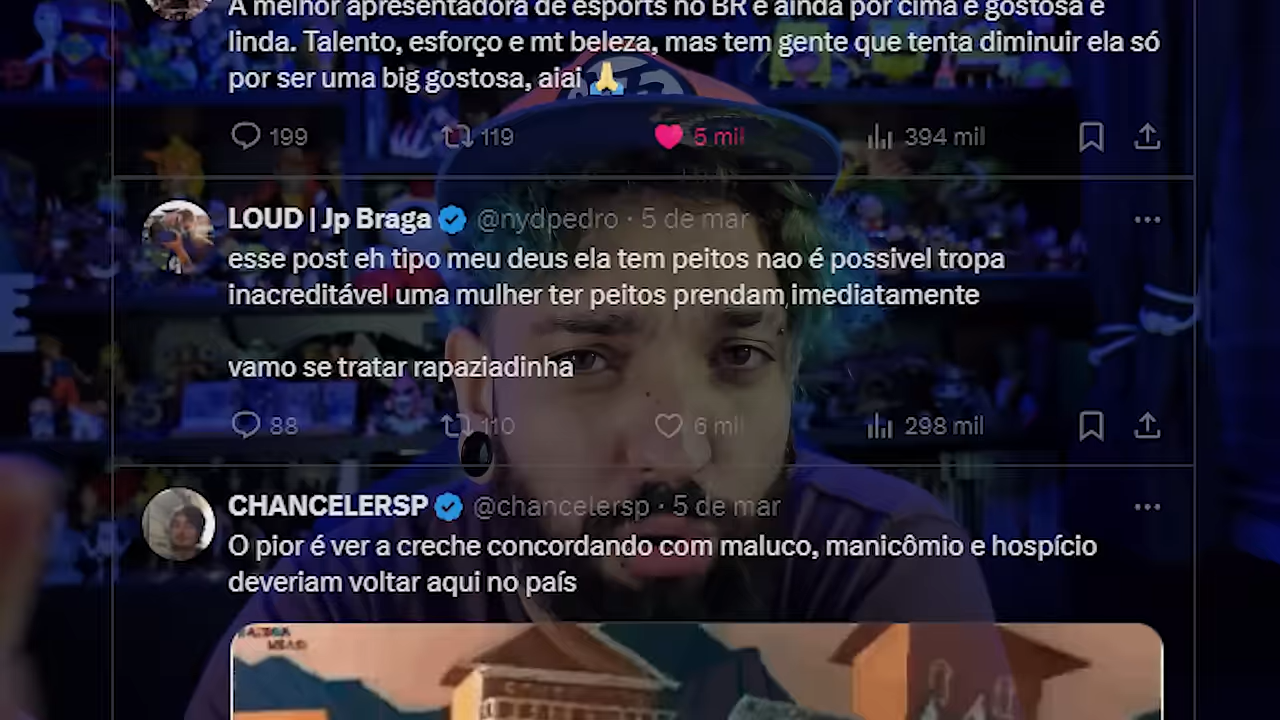 A melhor apresentadora de esports no BR e ainda por cima é gostosa e
linda. Talento, esforço e mt beleza, mas tem gente que tenta diminuir ela só
por ser uma big gostosa, aiai 🙏
199 119 5 mil 394 mil
LOUD | Jp Braga @nydpedro · 5 de mar
esse post eh tipo meu deus ela tem peitos nao é possivel tropa
inacreditável uma mulher ter peitos prendam imediatamente
vamo se tratar rapaziadinha
88 110 6 mil 298 mil
CHANCELERSP @chancelersp · 5 de mar
O pior é ver a creche concordando com maluco, manicômio e hospício
deveriam voltar aqui no país